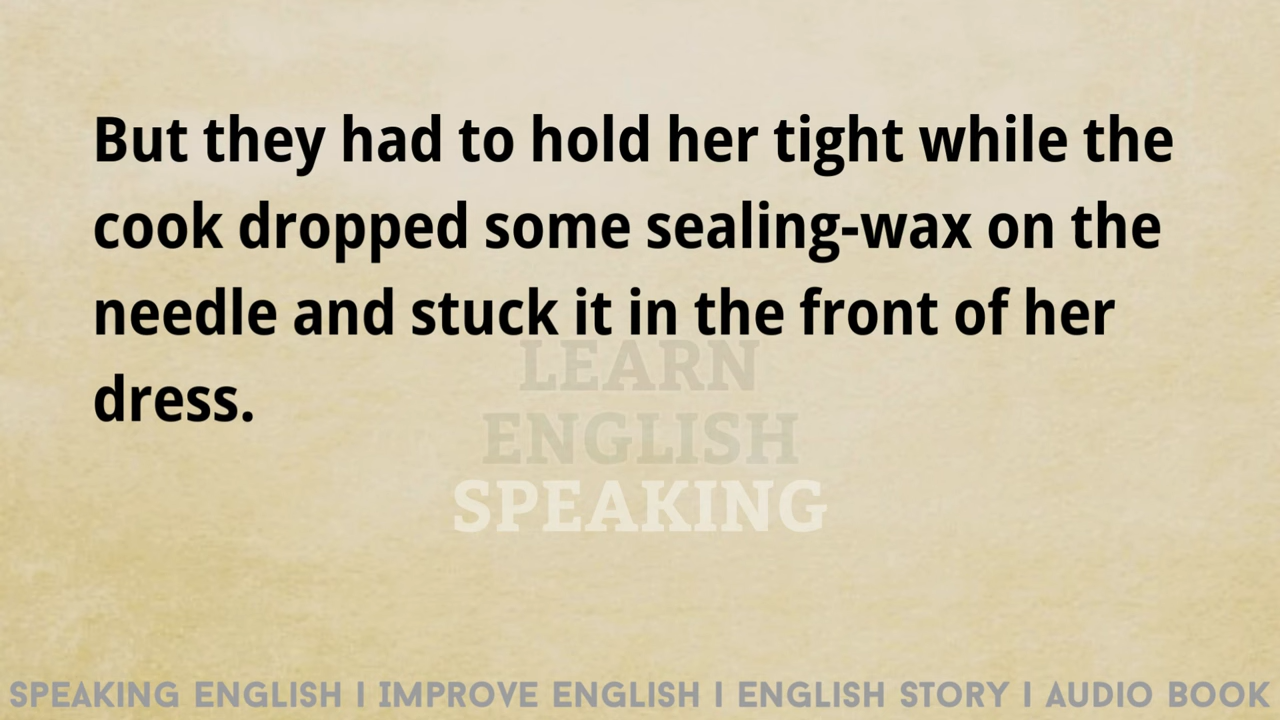 But they had to hold her tight while the
cook dropped some sealing-wax on the
needle and stuck it in the front of her
dress.
LEARN
ENGLISH
SPEAKING
SPEAKING ENGLISH I IMPROVE ENGLISH I ENGLISH STORY I AUDIO BOOK